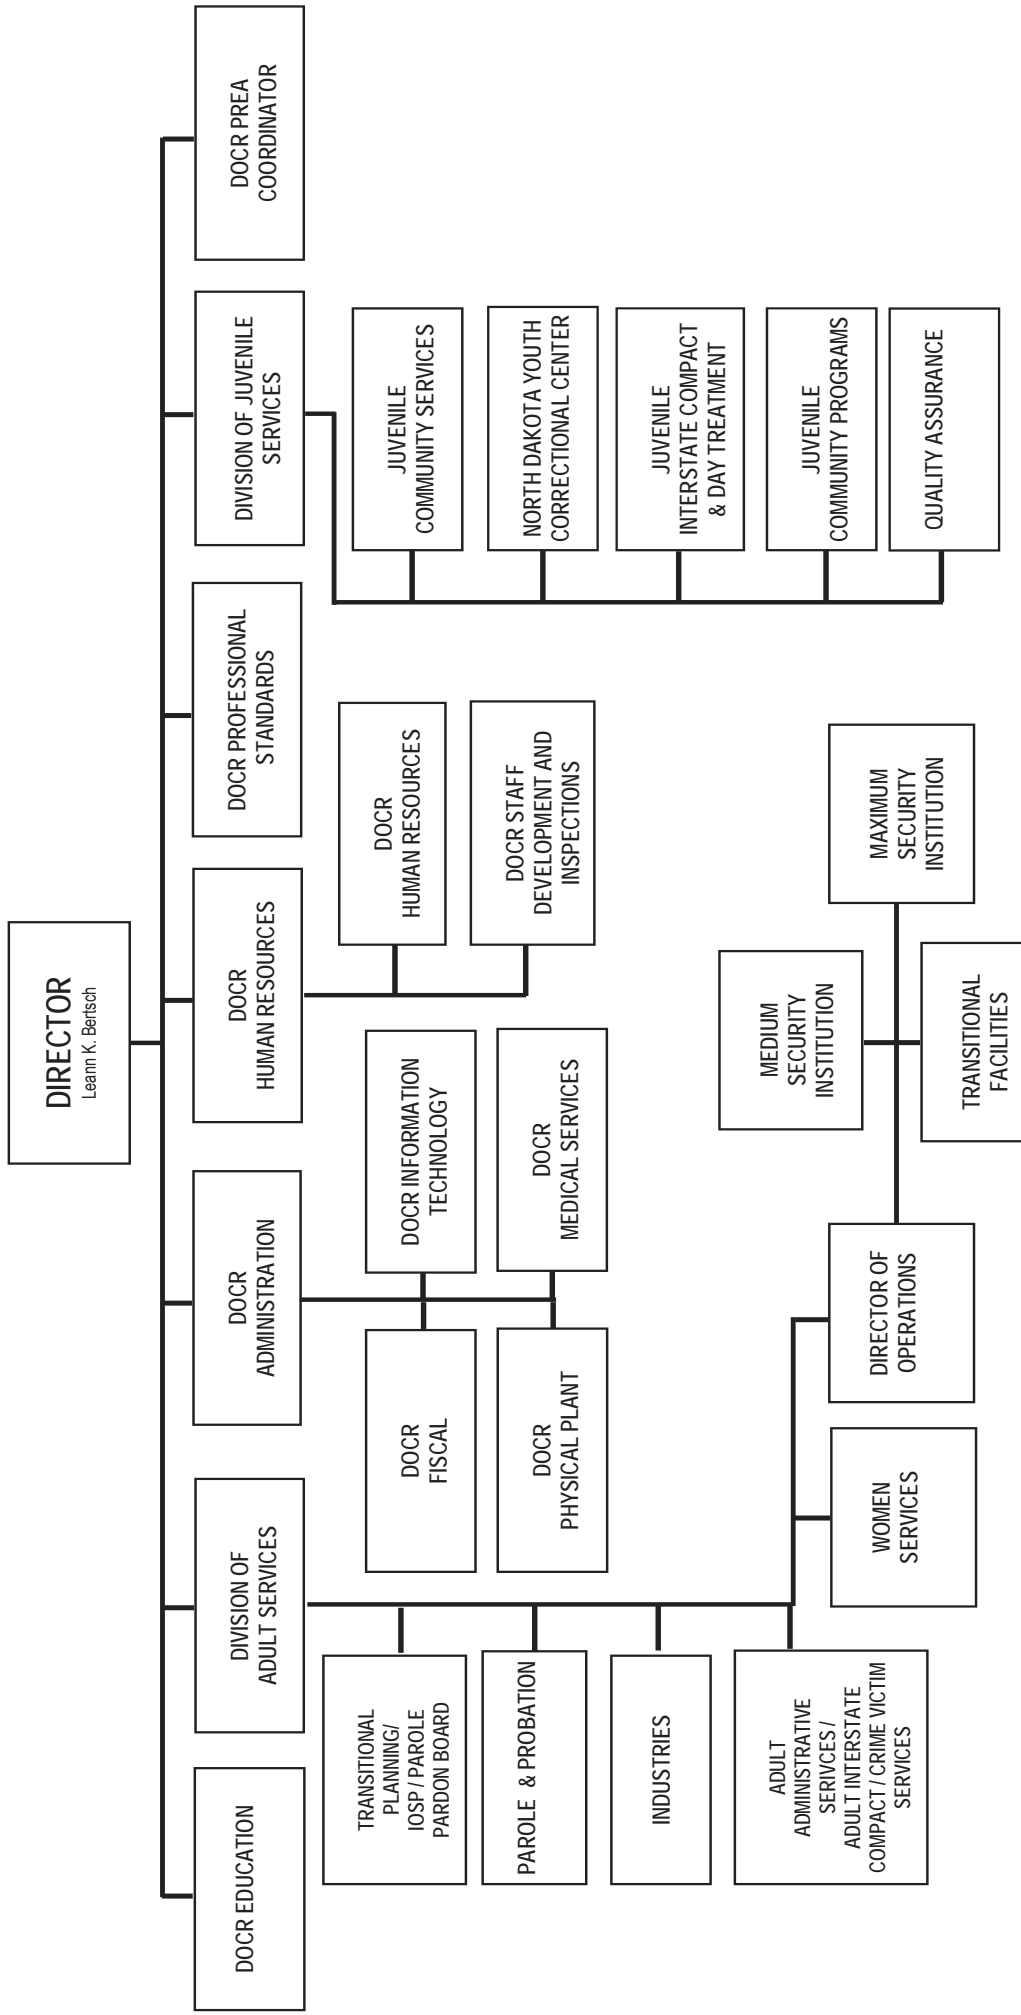 DIRECTOR
Leann K. Bertsch
DOCR EDUCATION
DIVISION OF
ADULT SERVICES
DOCR
ADMINISTRATION
DOCR
HUMAN RESOURCES
DOCR PROFESSIONAL
STANDARDS
DIVISION OF JUVENILE
SERVICES
DOCR PREA
COORDINATOR
TRANSITIONAL
PLANNING/
IOSP / PAROLE
PARDON BOARD
PAROLE & PROBATION
INDUSTRIES
ADULT
ADMINISTRATIVE
SERIVCES /
ADULT INTERSTATE
COMPACT / CRIME VICTIM
SERVICES
WOMEN
SERVICES
DIRECTOR OF
OPERATIONS
MEDIUM
SECURITY
INSTITUTION
TRANSITIONAL
FACILITIES
MAXIMUM
SECURITY
INSTITUTION
DOCR
FISCAL
DOCR INFORMATION
TECHNOLOGY
DOCR
PHYSICAL PLANT
DOCR
MEDICAL SERVICES
DOCR
HUMAN RESOURCES
DOCR STAFF
DEVELOPMENT AND
INSPECTIONS
JUVENILE
COMMUNITY SERVICES
NORTH DAKOTA YOUTH
CORRECTIONAL CENTER
JUVENILE
INTERSTATE COMPACT
& DAY TREATMENT
JUVENILE
COMMUNITY PROGRAMS
QUALITY ASSURANCE